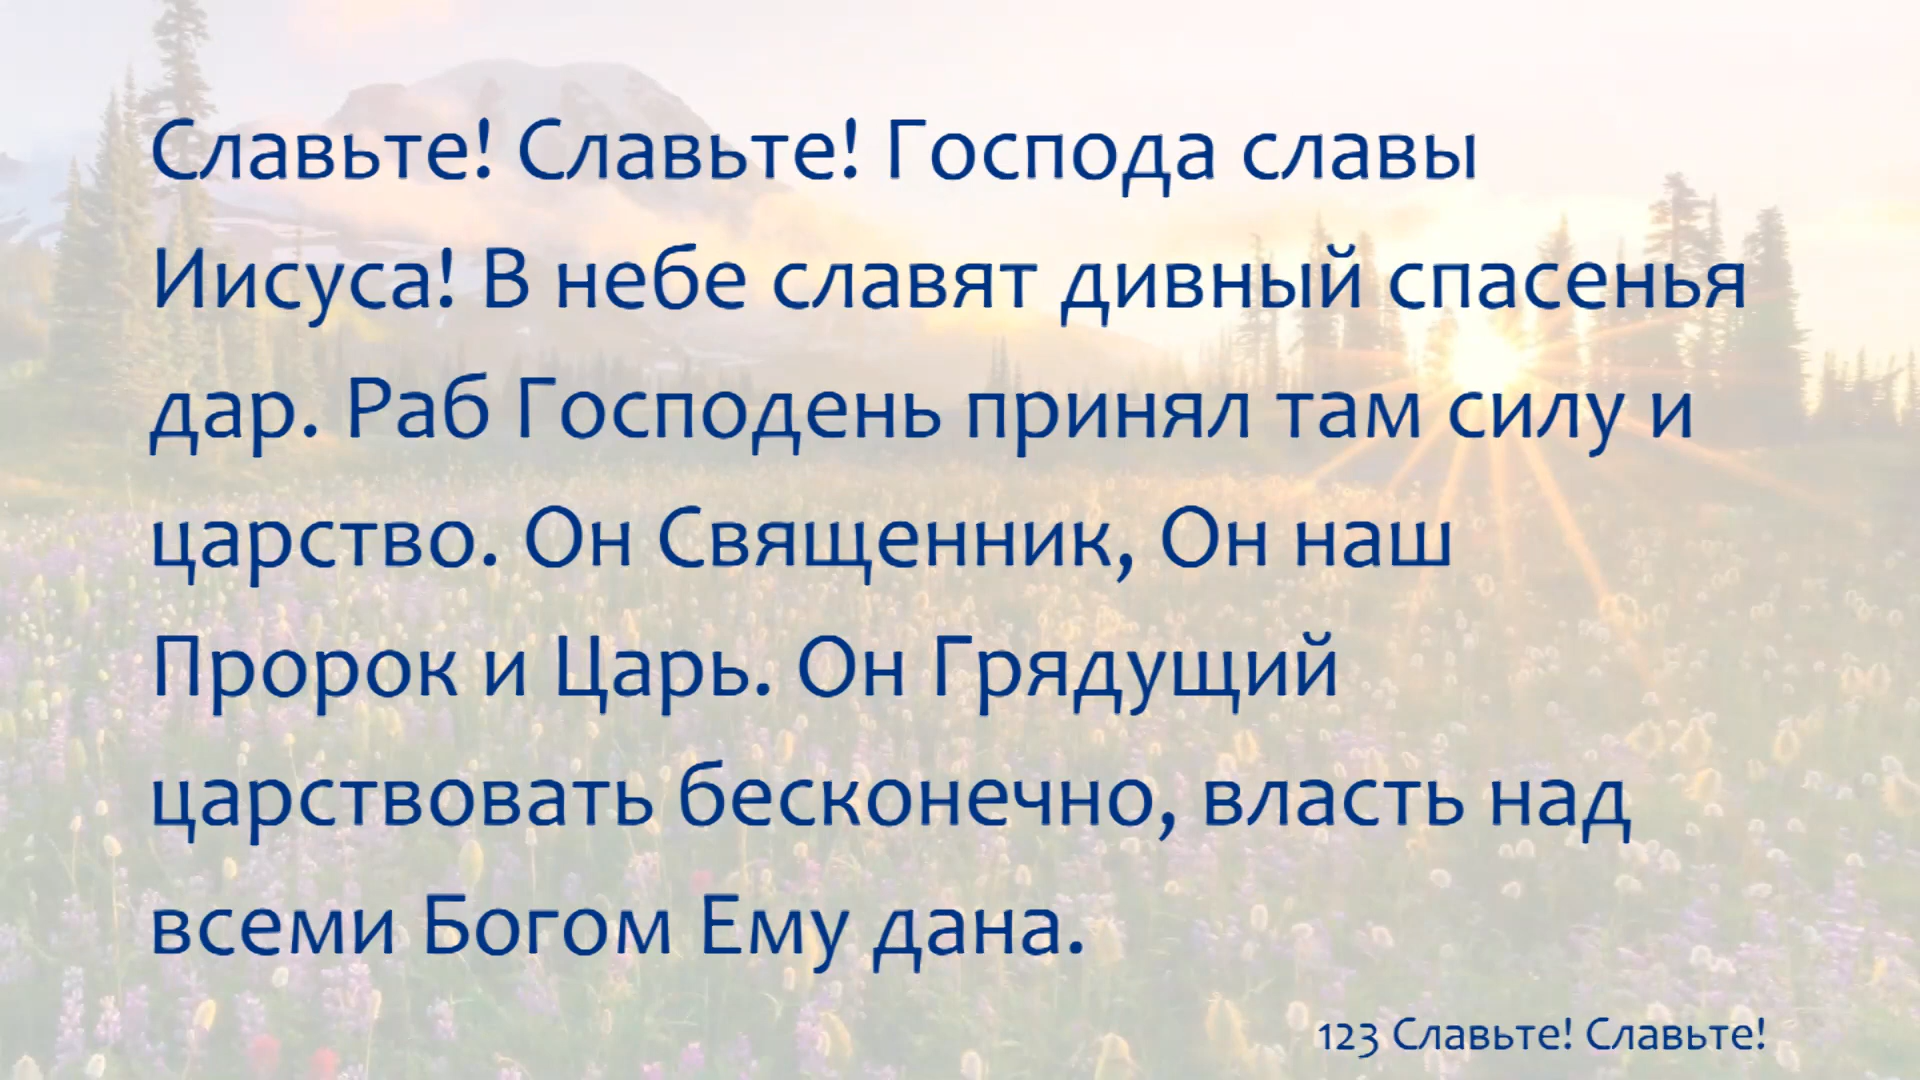 Славьте! Славьте! Господа славы
Иисуса! В небе славят дивный спасенья
дар. Раб Господень принял там силу и
царство. Он Священник, Он наш
Пророк и Царь. Он Грядущий
царствовать бесконечно, власть над
всеми Богом Ему дана.
123 Славьте! Славьте!